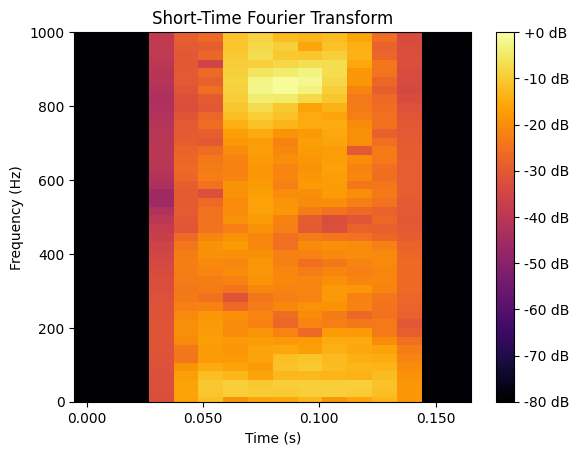 Short-Time Fourier Transform
1000
800
600
400
200
0
Frequency (Hz)
0.000
0.050
0.100
0.150
Time (s)
+0 dB
-10 dB
-20 dB
-30 dB
-40 dB
-50 dB
-60 dB
-70 dB
-80 dB